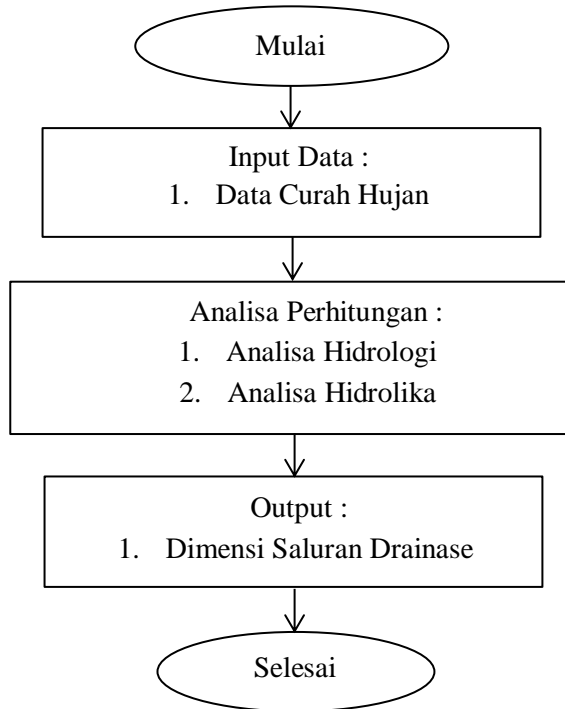 Mulai
Input Data :
1. Data Curah Hujan
Analisa Perhitungan :
1. Analisa Hidrologi
2. Analisa Hidrolika
Output :
1. Dimensi Saluran Drainase
Selesai